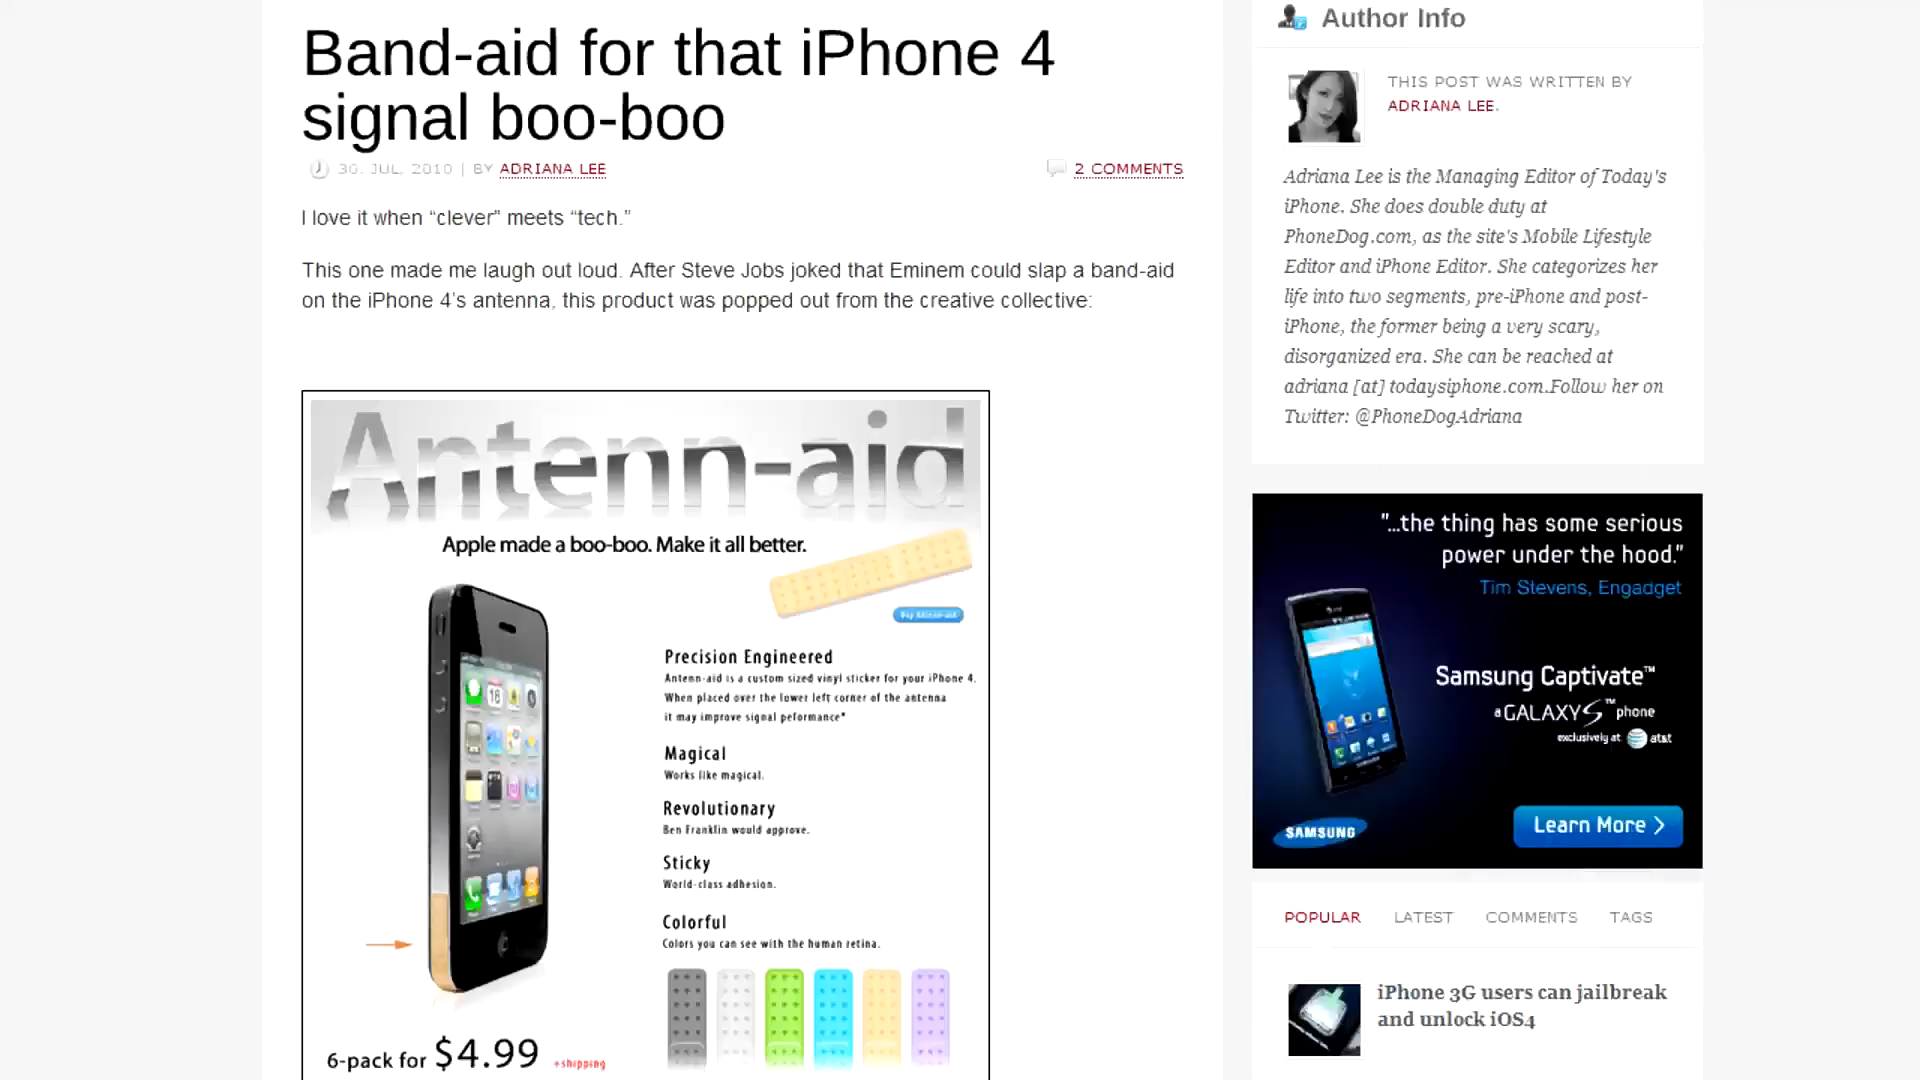 Band-aid for that iPhone 4
signal boo-boo
30. JUL, 2010 | BY ADRIANA LEE
2 COMMENTS
I love it when “clever” meets “tech.”
This one made me laugh out loud. After Steve Jobs joked that Eminem could slap a band-aid
on the iPhone 4’s antenna, this product was popped out from the creative collective:
Antenn-aid
Apple made a boo-boo. Make it all better.
Buy Antenn-aid
Precision Engineered
Antenn-aid is a custom sized vinyl sticker for your iPhone 4.
When placed over the lower left corner of the antenna
it may improve signal peformance*
Magical
Works like magical.
Revolutionary
Ben Franklin would approve.
Sticky
World-class adhesion.
Colorful
Colors you can see with the human retina.
6-pack for $4.99 +shipping
Author Info
THIS POST WAS WRITTEN BY
ADRIANA LEE.
Adriana Lee is the Managing Editor of Today's
iPhone. She does double duty at
PhoneDog.com, as the site's Mobile Lifestyle
Editor and iPhone Editor. She categorizes her
life into two segments, pre-iPhone and post-
iPhone, the former being a very scary,
disorganized era. She can be reached at
adriana [at] todaysiphone.com.Follow her on
Twitter: @PhoneDogAdriana
"...the thing has some serious
power under the hood."
Tim Stevens, Engadget
Samsung Captivate™
a GALAXY S™ phone
exclusively at at&t
SAMSUNG
Learn More >
POPULAR LATEST COMMENTS TAGS
iPhone 3G users can jailbreak
and unlock iOS4